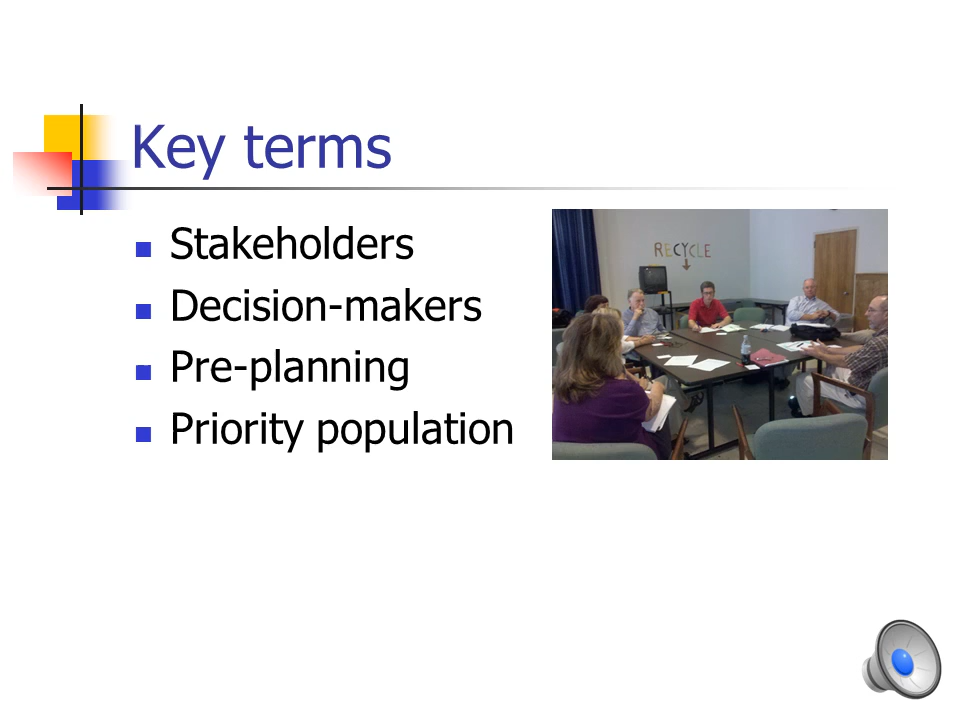 Key terms
Stakeholders
Decision-makers
Pre-planning
Priority population
RECYCLE